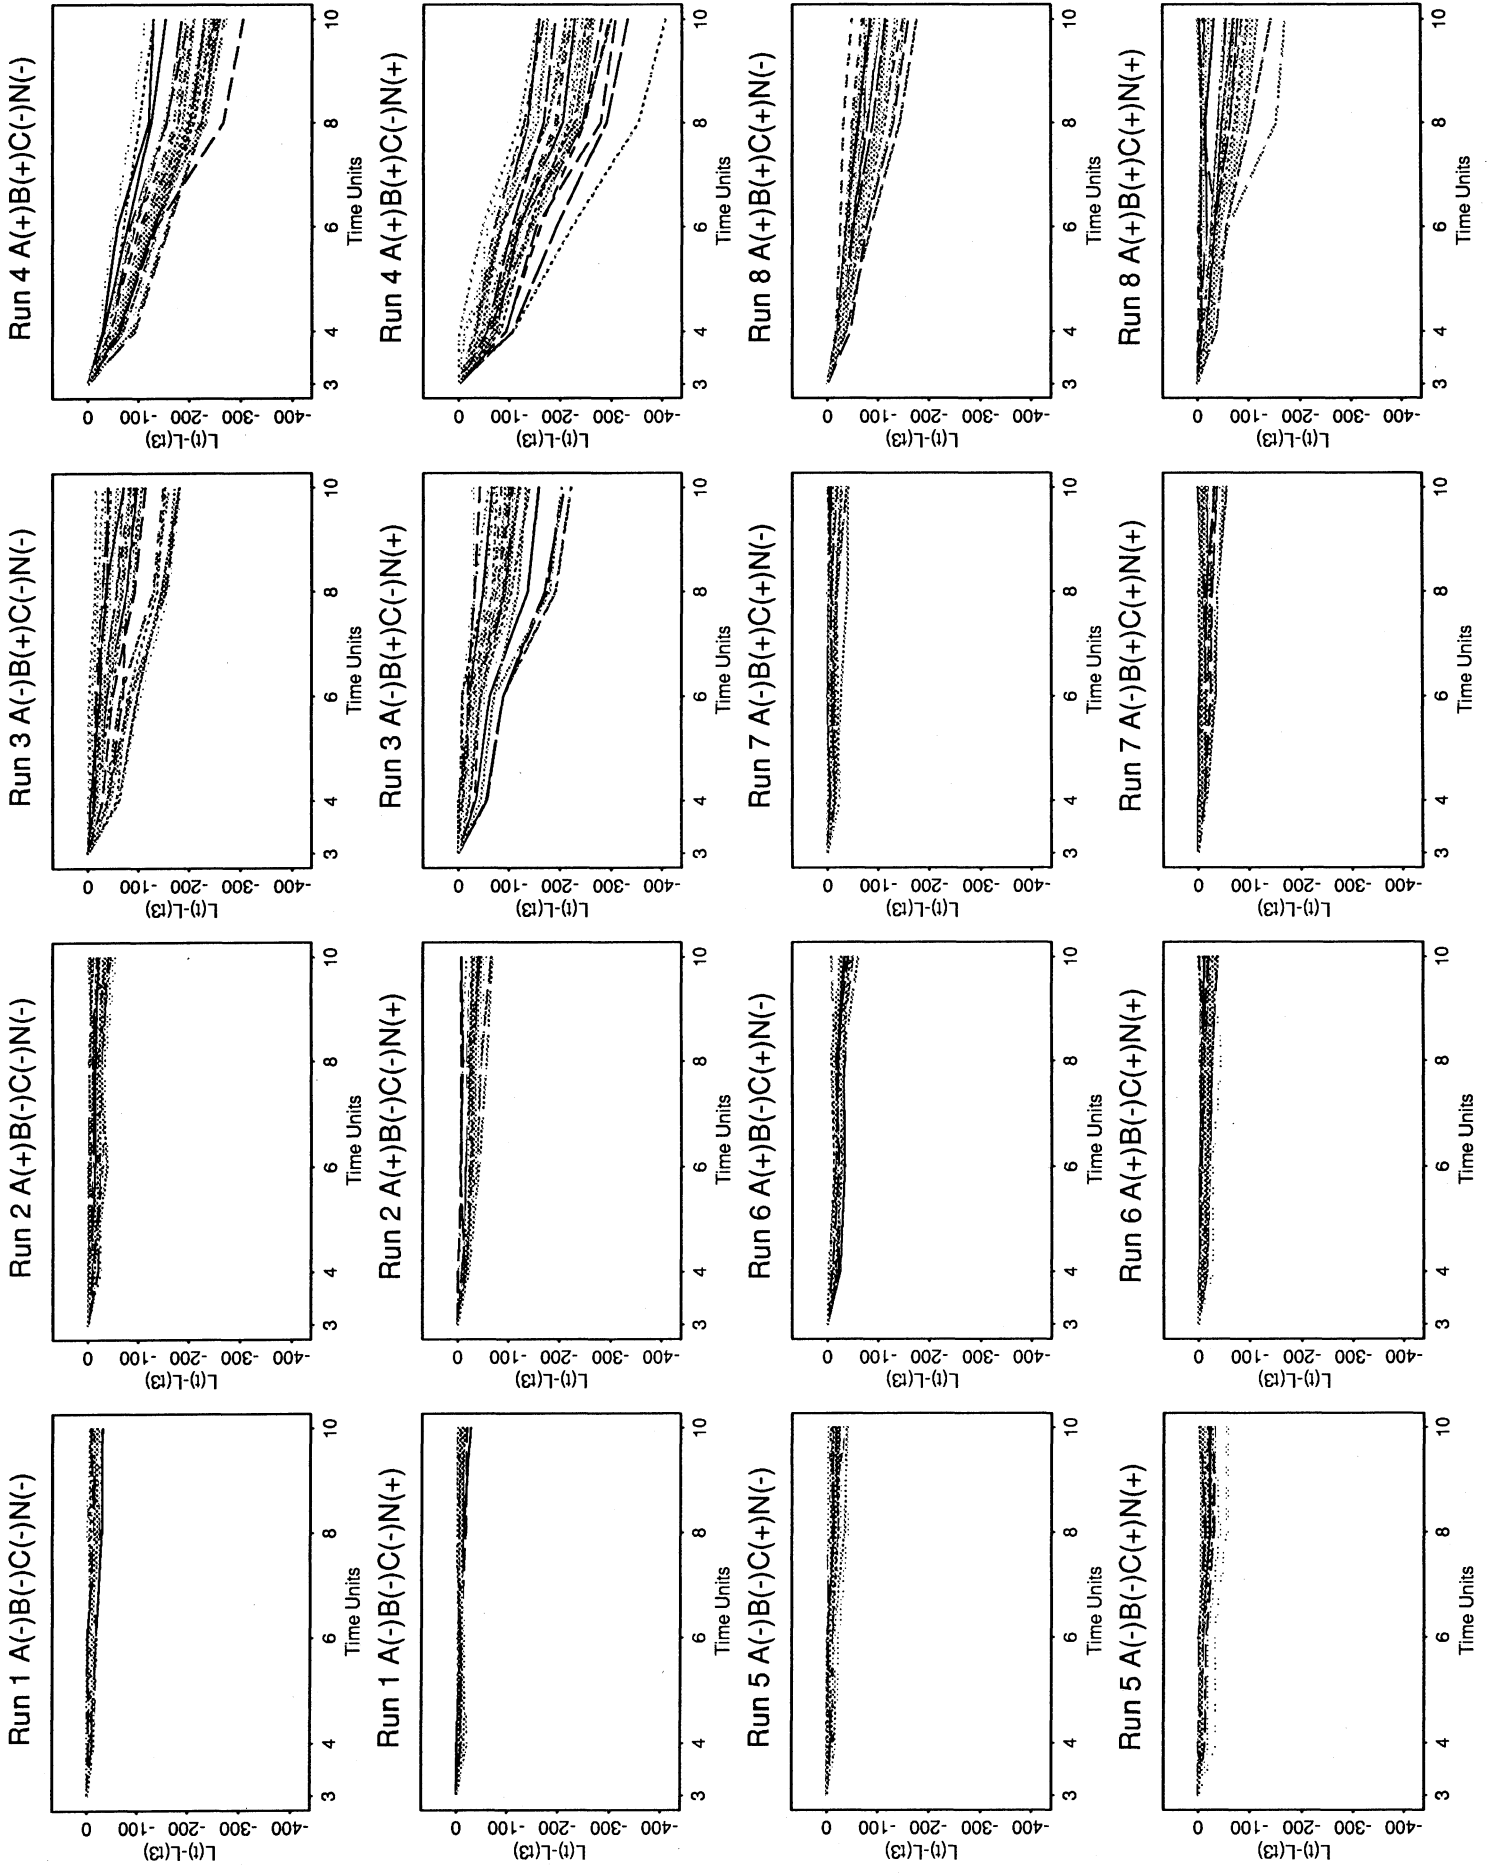 Run 1 A(-)B(-)C(-)N(-)
L(t)-L(t3)
0
-100
-200
-300
-400
3 4 6 8 10
Time Units
Run 2 A(+)B(-)C(-)N(-)
L(t)-L(t3)
0
-100
-200
-300
-400
3 4 6 8 10
Time Units
Run 3 A(-)B(+)C(-)N(-)
L(t)-L(t3)
0
-100
-200
-300
-400
3 4 6 8 10
Time Units
Run 4 A(+)B(+)C(-)N(-)
L(t)-L(t3)
0
-100
-200
-300
-400
3 4 6 8 10
Time Units
Run 1 A(-)B(-)C(-)N(+)
L(t)-L(t3)
0
-100
-200
-300
-400
3 4 6 8 10
Time Units
Run 2 A(+)B(-)C(-)N(+)
L(t)-L(t3)
0
-100
-200
-300
-400
3 4 6 8 10
Time Units
Run 3 A(-)B(+)C(-)N(+)
L(t)-L(t3)
0
-100
-200
-300
-400
3 4 6 8 10
Time Units
Run 4 A(+)B(+)C(-)N(+)
L(t)-L(t3)
0
-100
-200
-300
-400
3 4 6 8 10
Time Units
Run 5 A(-)B(-)C(+)N(-)
L(t)-L(t3)
0
-100
-200
-300
-400
3 4 6 8 10
Time Units
Run 6 A(+)B(-)C(+)N(-)
L(t)-L(t3)
0
-100
-200
-300
-400
3 4 6 8 10
Time Units
Run 7 A(-)B(+)C(+)N(-)
L(t)-L(t3)
0
-100
-200
-300
-400
3 4 6 8 10
Time Units
Run 8 A(+)B(+)C(+)N(-)
L(t)-L(t3)
0
-100
-200
-300
-400
3 4 6 8 10
Time Units
Run 5 A(-)B(-)C(+)N(+)
L(t)-L(t3)
0
-100
-200
-300
-400
3 4 6 8 10
Time Units
Run 6 A(+)B(-)C(+)N(+)
L(t)-L(t3)
0
-100
-200
-300
-400
3 4 6 8 10
Time Units
Run 7 A(-)B(+)C(+)N(+)
L(t)-L(t3)
0
-100
-200
-300
-400
3 4 6 8 10
Time Units
Run 8 A(+)B(+)C(+)N(+)
L(t)-L(t3)
0
-100
-200
-300
-400
3 4 6 8 10
Time Units